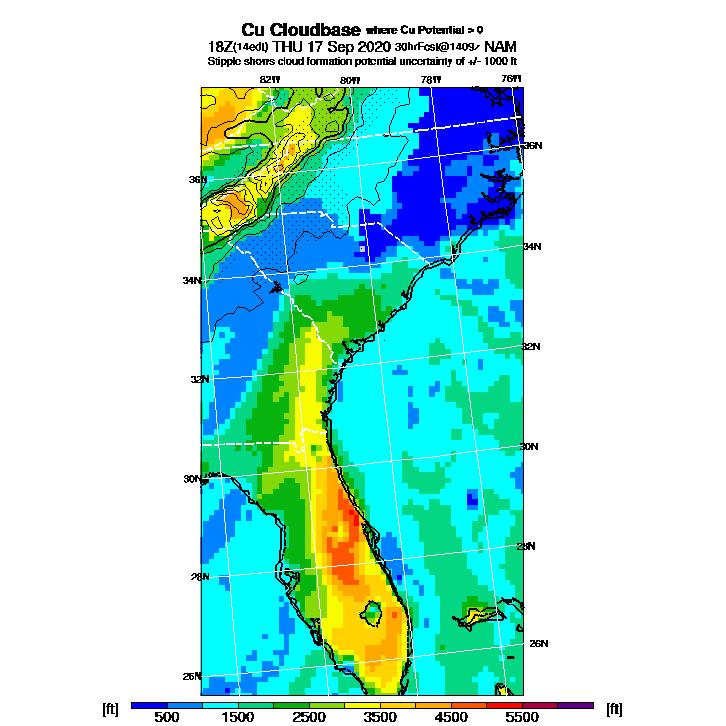 Cu Cloudbase where Cu Potential > 0
18Z(14edt) THU 17 Sep 2020 30hrFcst@1409z NAM
Stipple shows cloud formation potential uncertainty of +/- 1000 ft
82W 80W 78W 76W
36N
36N
34N
34N
32N
32N
30N
30N
28N
28N
26N
26N
[ft] 500 1500 2500 3500 4500 5500 [ft]